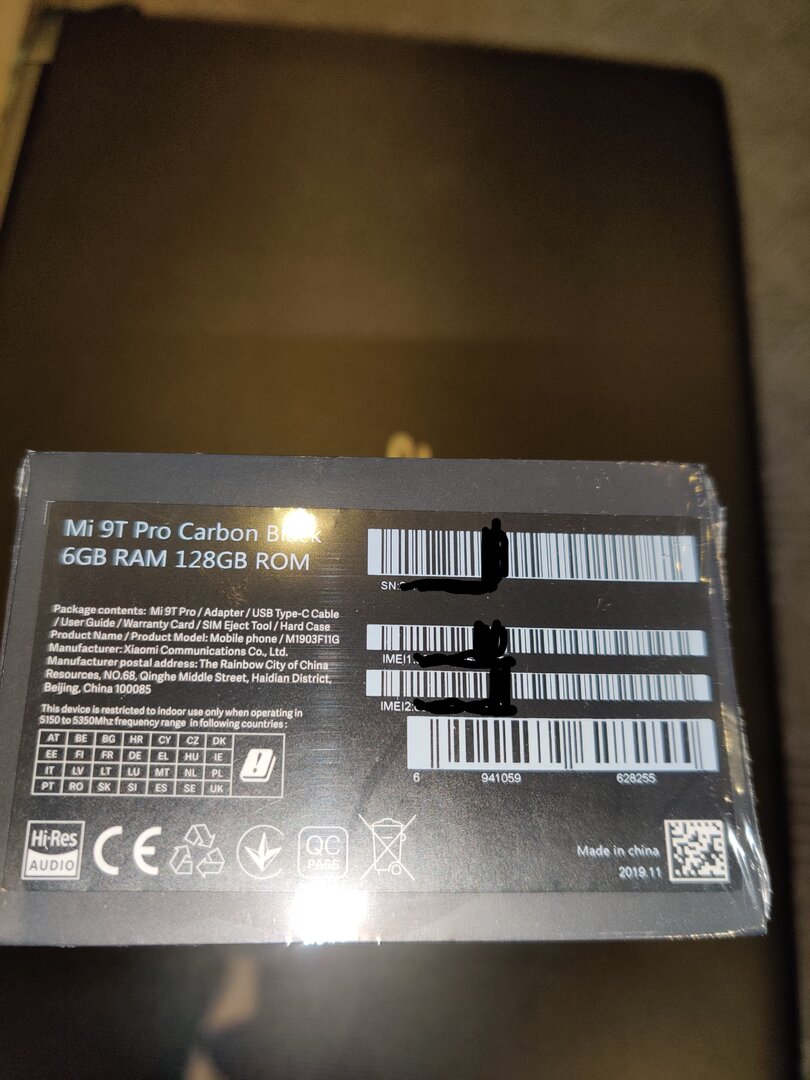 Mi 9T Pro Carbon Black
6GB RAM 128GB ROM
Package contents: Mi 9T Pro / Adapter / USB Type-C Cable
/ User Guide / Warranty Card / SIM Eject Tool / Hard Case
Product Name / Product Model: Mobile phone / M1903F11G
Manufacturer: Xiaomi Communications Co., Ltd.
Manufacturer postal address: The Rainbow City of China
Resources, NO.68, Qinghe Middle Street, Haidian District,
Beijing, China 100085
This device is restricted to indoor use only when operating in
5150 to 5350Mhz frequency range in following countries :
AT BE BG HR CY CZ DK
EE FI FR DE EL HU IE
IT LV LT LU MT NL PL
PT RO SK SI ES SE UK
Hi-Res
AUDIO
CE
QC
PASS
SN:
IMEI1:
IMEI2:
6 941059 628255
Made in china
2019.11